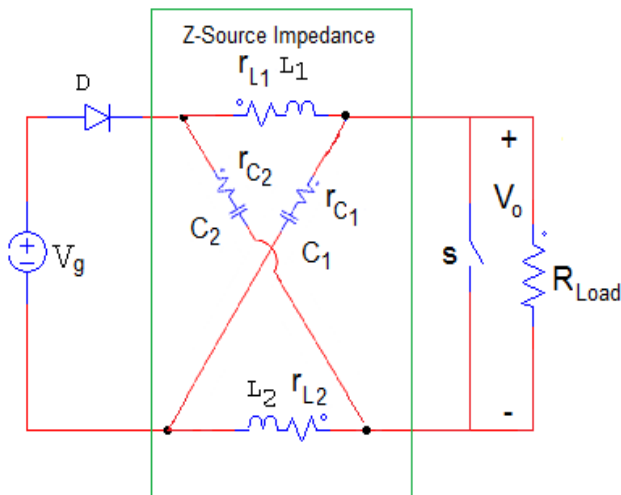 Z-Source Impedance
D
rL1 L1
rC2
rC1
C2
C1
+
Vo
-
Vg
s
RLoad
L2 rL2